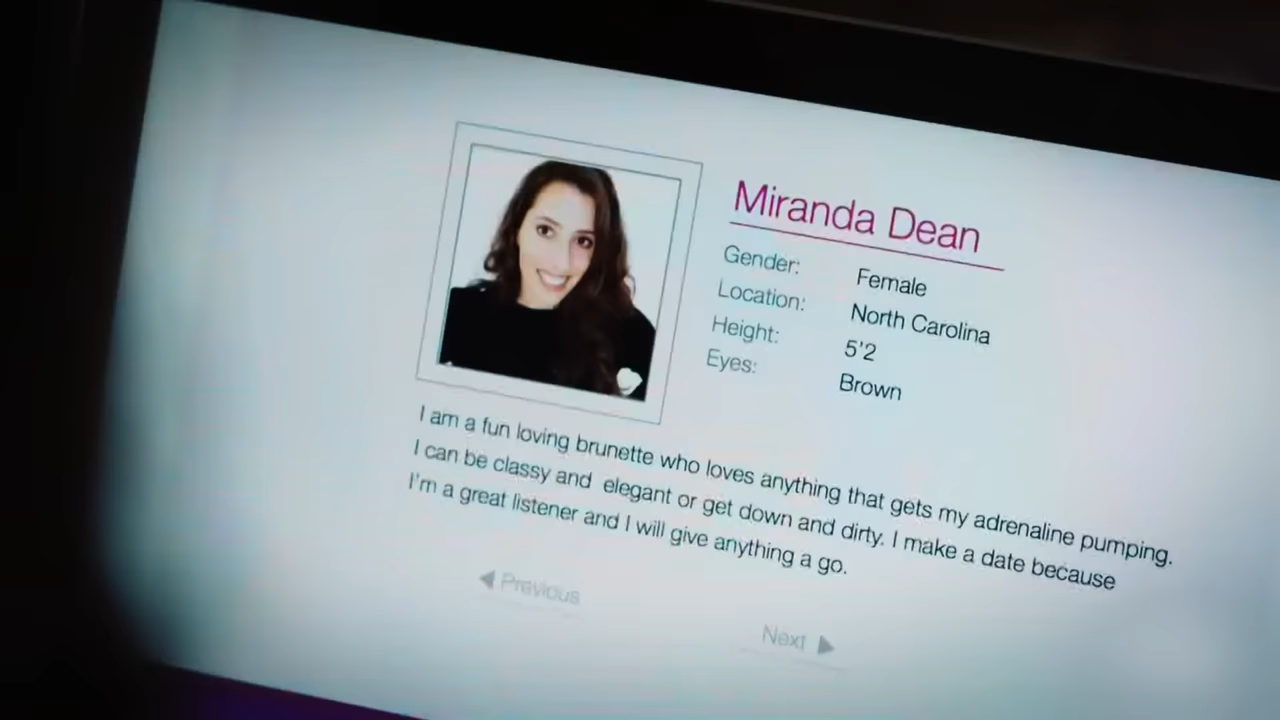 Miranda Dean
Gender: Female
Location: North Carolina
Height: 5'2
Eyes: Brown
I am a fun loving brunette who loves anything that gets my adrenaline pumping.
I can be classy and elegant or get down and dirty. I make a date because
I'm a great listener and I will give anything a go.
Previous
Next